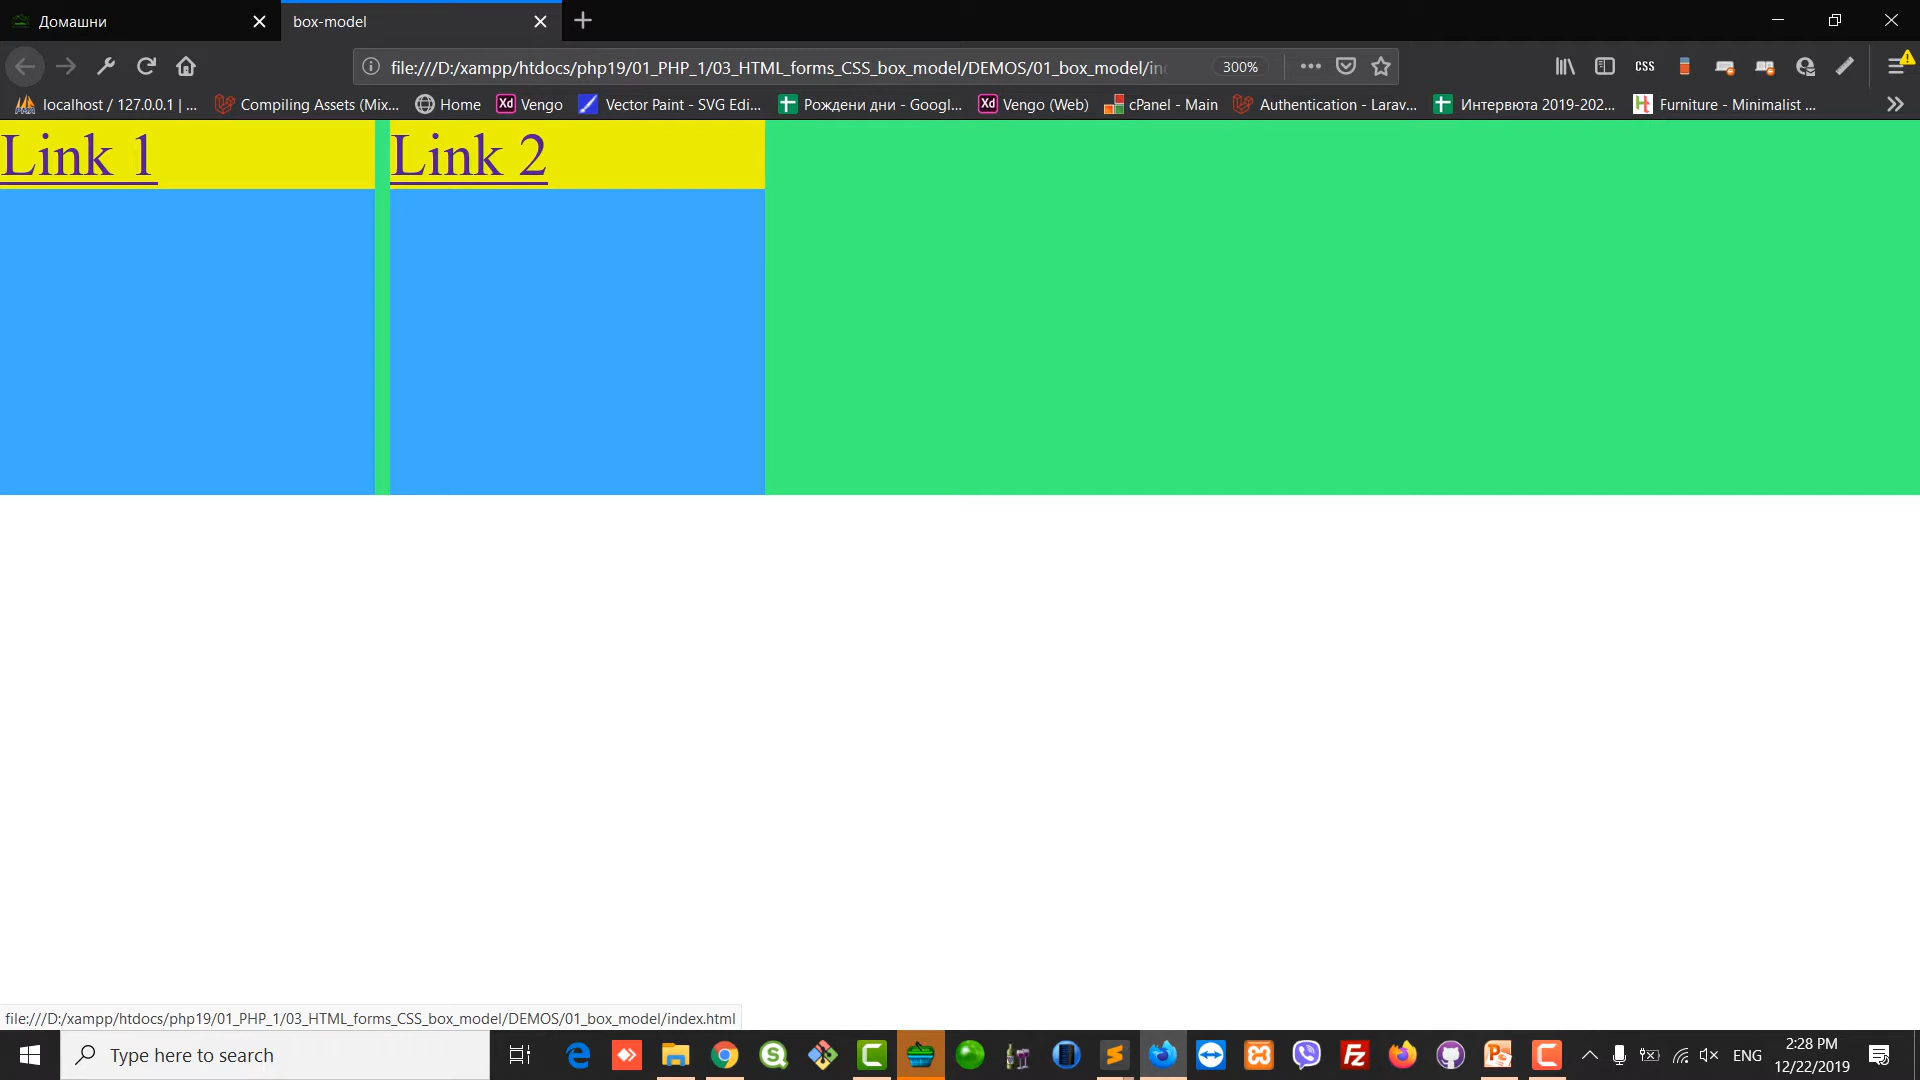 Домашни
box-model
file:///D:/xampp/htdocs/php19/01_PHP_1/03_HTML_forms_CSS_box_model/DEMOS/01_box_model/in
300%
CSS
localhost / 127.0.0.1 | ...
Compiling Assets (Mix...
Home
Xd Vengo
Vector Paint - SVG Edi...
Рождени дни - Googl...
Xd Vengo (Web)
cPanel - Main
Authentication - Larav...
Интервюта 2019-202...
Furniture - Minimalist ...
Link 1
Link 2
file:///D:/xampp/htdocs/php19/01_PHP_1/03_HTML_forms_CSS_box_model/DEMOS/01_box_model/index.html
Type here to search
ENG
2:28 PM
12/22/2019